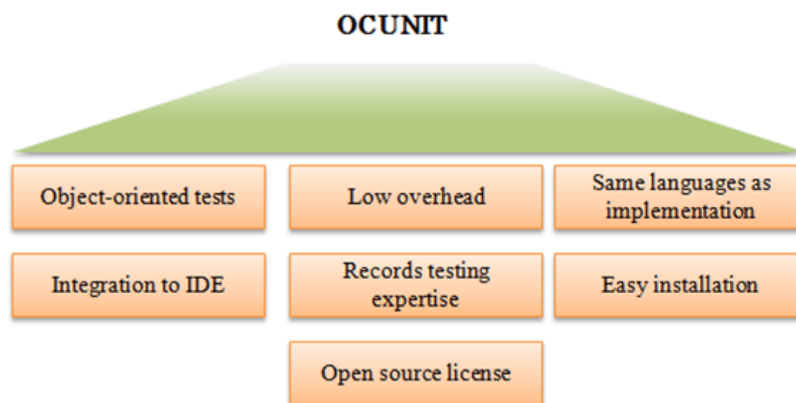 OCUNIT
Object-oriented tests
Low overhead
Same languages as
implementation
Integration to IDE
Records testing
expertise
Easy installation
Open source license